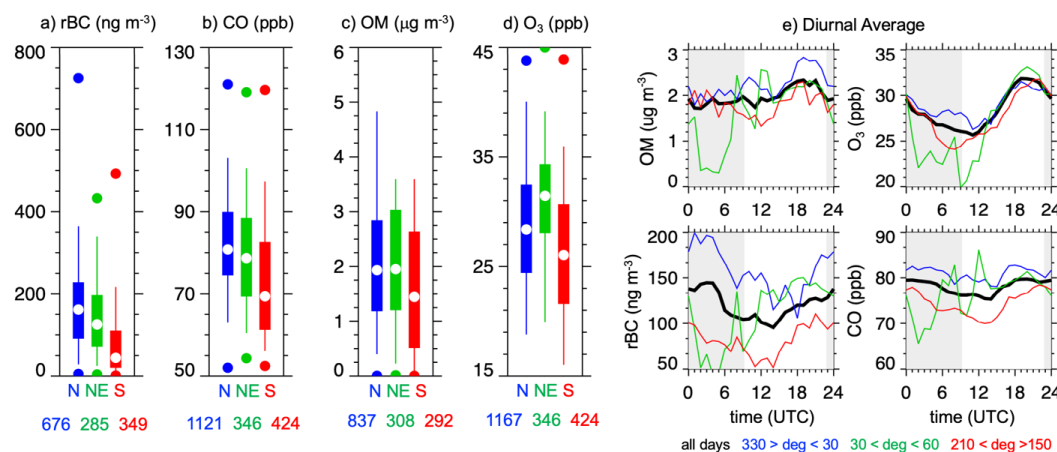 a) rBC (ng m⁻³)
800
600
400
200
0
N NE S
676 285 349
b) CO (ppb)
130
110
90
70
50
N NE S
1121 346 424
c) OM (μg m⁻³)
6
5
4
3
2
1
0
N NE S
837 308 292
d) O₃ (ppb)
45
35
25
15
N NE S
1167 346 424
e) Diurnal Average
OM (ug m⁻³)
3
2
1
0
0 6 12 18 24
O₃ (ppb)
35
30
25
20
0 6 12 18 24
rBC (ng m⁻³)
200
150
100
50
0 6 12 18 24
time (UTC)
CO (ppb)
90
80
70
60
0 6 12 18 24
time (UTC)
all days 330 > deg < 30 30 < deg < 60 210 < deg >150